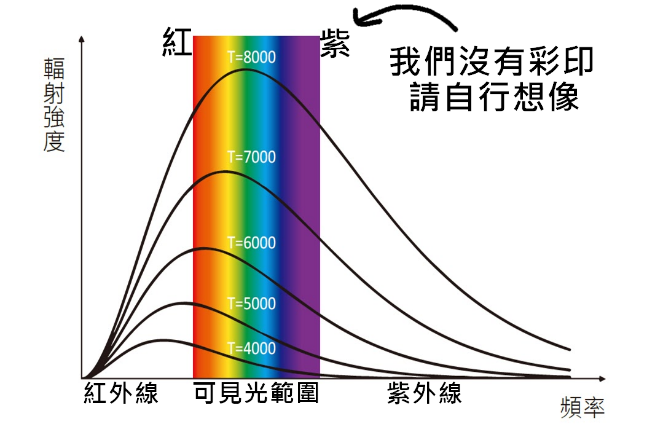 紅
紫
我們沒有彩印
請自行想像
輻射強度
T=8000
T=7000
T=6000
T=5000
T=4000
紅外線
可見光範圍
紫外線
頻率